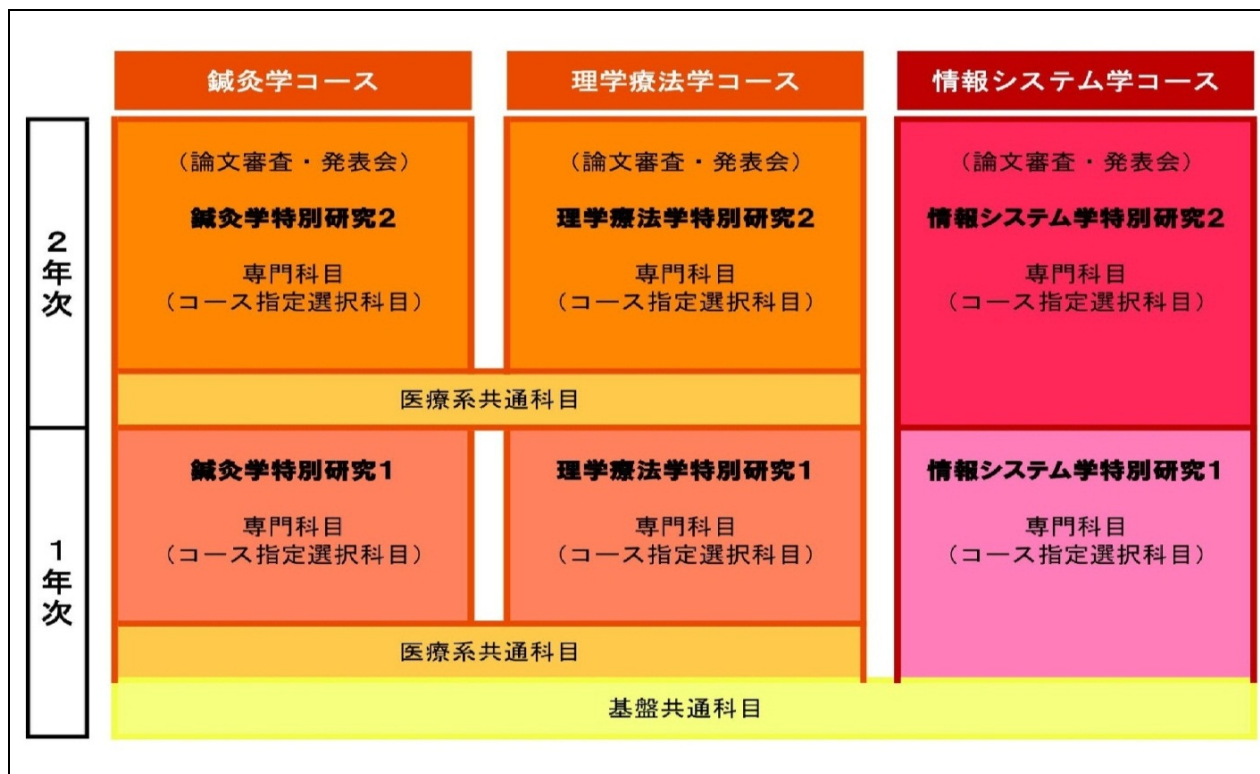 鍼灸学コース
理学療法学コース
情報システム学コース
2年次
(論文審査・発表会)
鍼灸学特別研究2
専門科目
(コース指定選択科目)
(論文審査・発表会)
理学療法学特別研究2
専門科目
(コース指定選択科目)
(論文審査・発表会)
情報システム学特別研究2
専門科目
(コース指定選択科目)
医療系共通科目
1年次
鍼灸学特別研究1
専門科目
(コース指定選択科目)
理学療法学特別研究1
専門科目
(コース指定選択科目)
情報システム学特別研究1
専門科目
(コース指定選択科目)
医療系共通科目
基盤共通科目